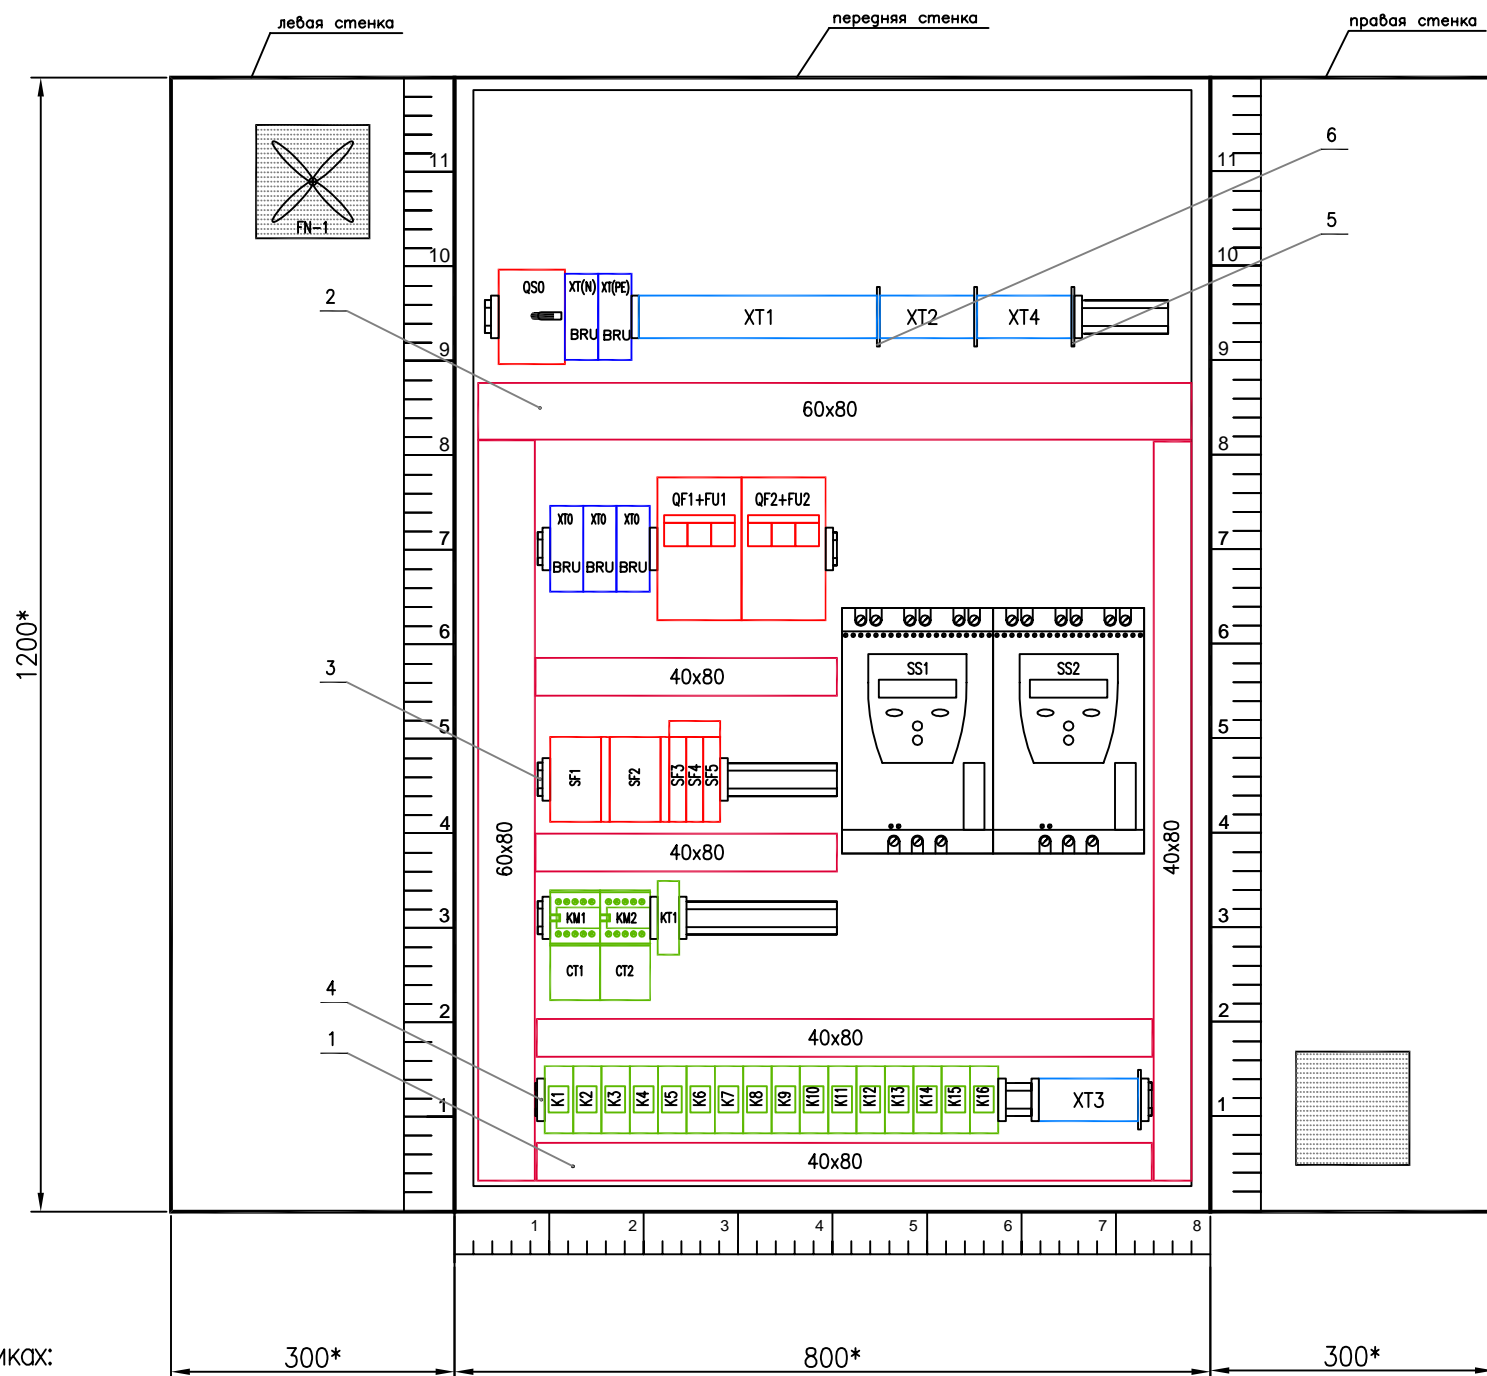 левая стенка
передняя стенка
правая стенка
6
11
11
FN-1
5
10
10
2
QS0
XT(N)
XT(PE)
BRU
BRU
XT1
XT2
XT4
9
9
60x80
8
8
QF1+FU1
QF2+FU2
XT0
XT0
XT0
BRU
BRU
BRU
7
7
1200*
6
6
3
40x80
SS1
SS2
5
5
SF1
SF2
SF3
SF4
SF5
4
4
60x80
40x80
40x80
3
KM1
KM2
KT1
3
CT1
CT2
4
2
2
1
40x80
K1
K2
K3
K4
K5
K6
K7
K8
K9
K10
K11
K12
K13
K14
K15
K16
XT3
1
1
40x80
1
2
3
4
5
6
7
8
300*
800*
300*